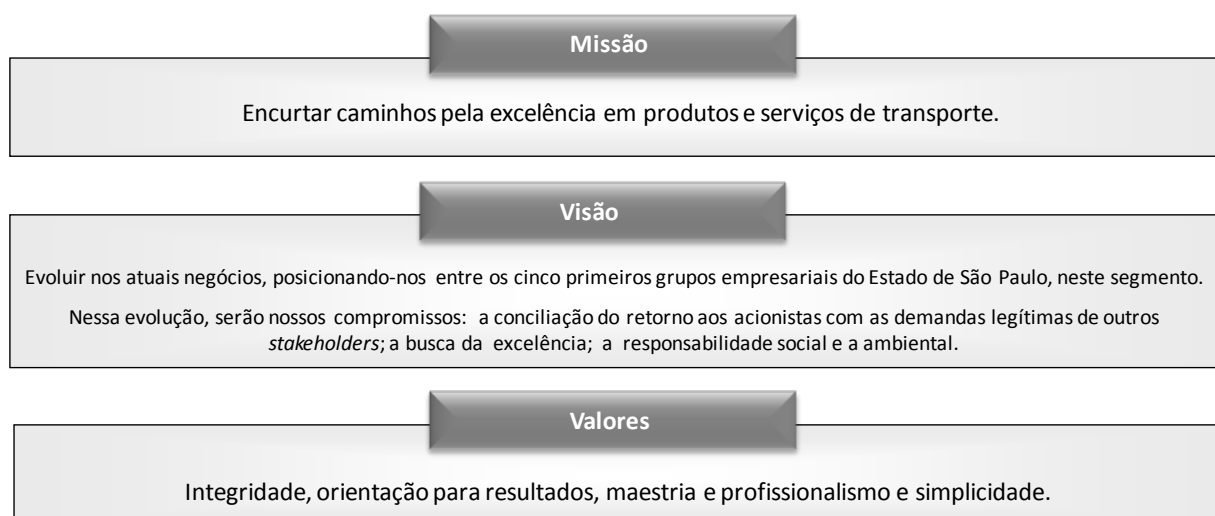 Missão
Encurtar caminhos pela excelência em produtos e serviços de transporte.
Visão
Evoluir nos atuais negócios, posicionando-nos entre os cinco primeiros grupos empresariais do Estado de São Paulo, neste segmento.
Nessa evolução, serão nossos compromissos: a conciliação do retorno aos acionistas com as demandas legítimas de outros
stakeholders; a busca da excelência; a responsabilidade social e a ambiental.
Valores
Integridade, orientação para resultados, maestria e profissionalismo e simplicidade.